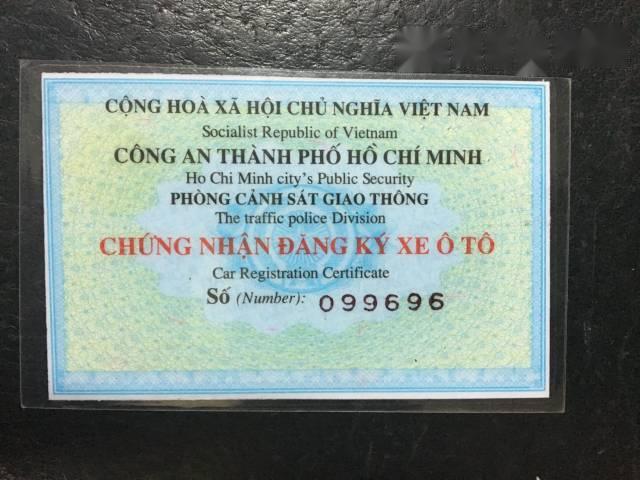 CỘNG HOÀ XÃ HỘI CHỦ NGHĨA VIỆT NAM
Socialist Republic of Vietnam
CÔNG AN THÀNH PHỐ HỒ CHÍ MINH
Ho Chi Minh city's Public Security
PHÒNG CẢNH SÁT GIAO THÔNG
The traffic police Division
CHỨNG NHẬN ĐĂNG KÝ XE Ô TÔ
Car Registration Certificate
Số (Number): 099696